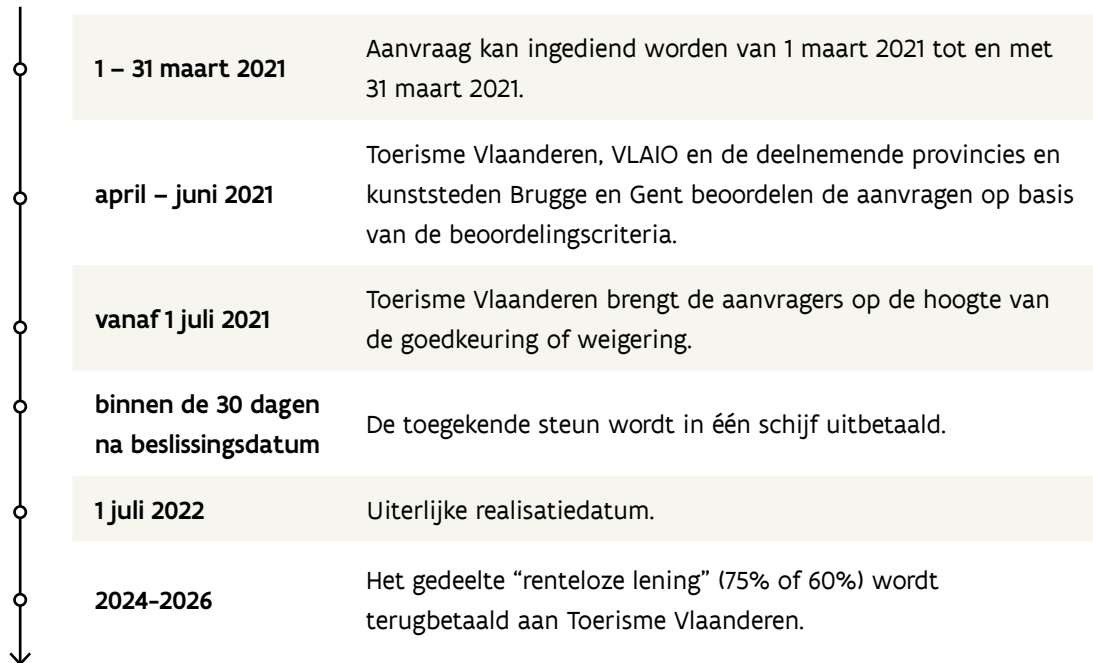 1 – 31 maart 2021
Aanvraag kan ingediend worden van 1 maart 2021 tot en met
31 maart 2021.
april – juni 2021
Toerisme Vlaanderen, VLAIO en de deelnemende provincies en
kunststeden Brugge en Gent beoordelen de aanvragen op basis
van de beoordelingscriteria.
vanaf 1 juli 2021
Toerisme Vlaanderen brengt de aanvragers op de hoogte van
de goedkeuring of weigering.
binnen de 30 dagen
na beslissingsdatum
De toegekende steun wordt in één schijf uitbetaald.
1 juli 2022
Uiterlijke realisatiedatum.
2024-2026
Het gedeelte “renteloze lening” (75% of 60%) wordt
terugbetaald aan Toerisme Vlaanderen.